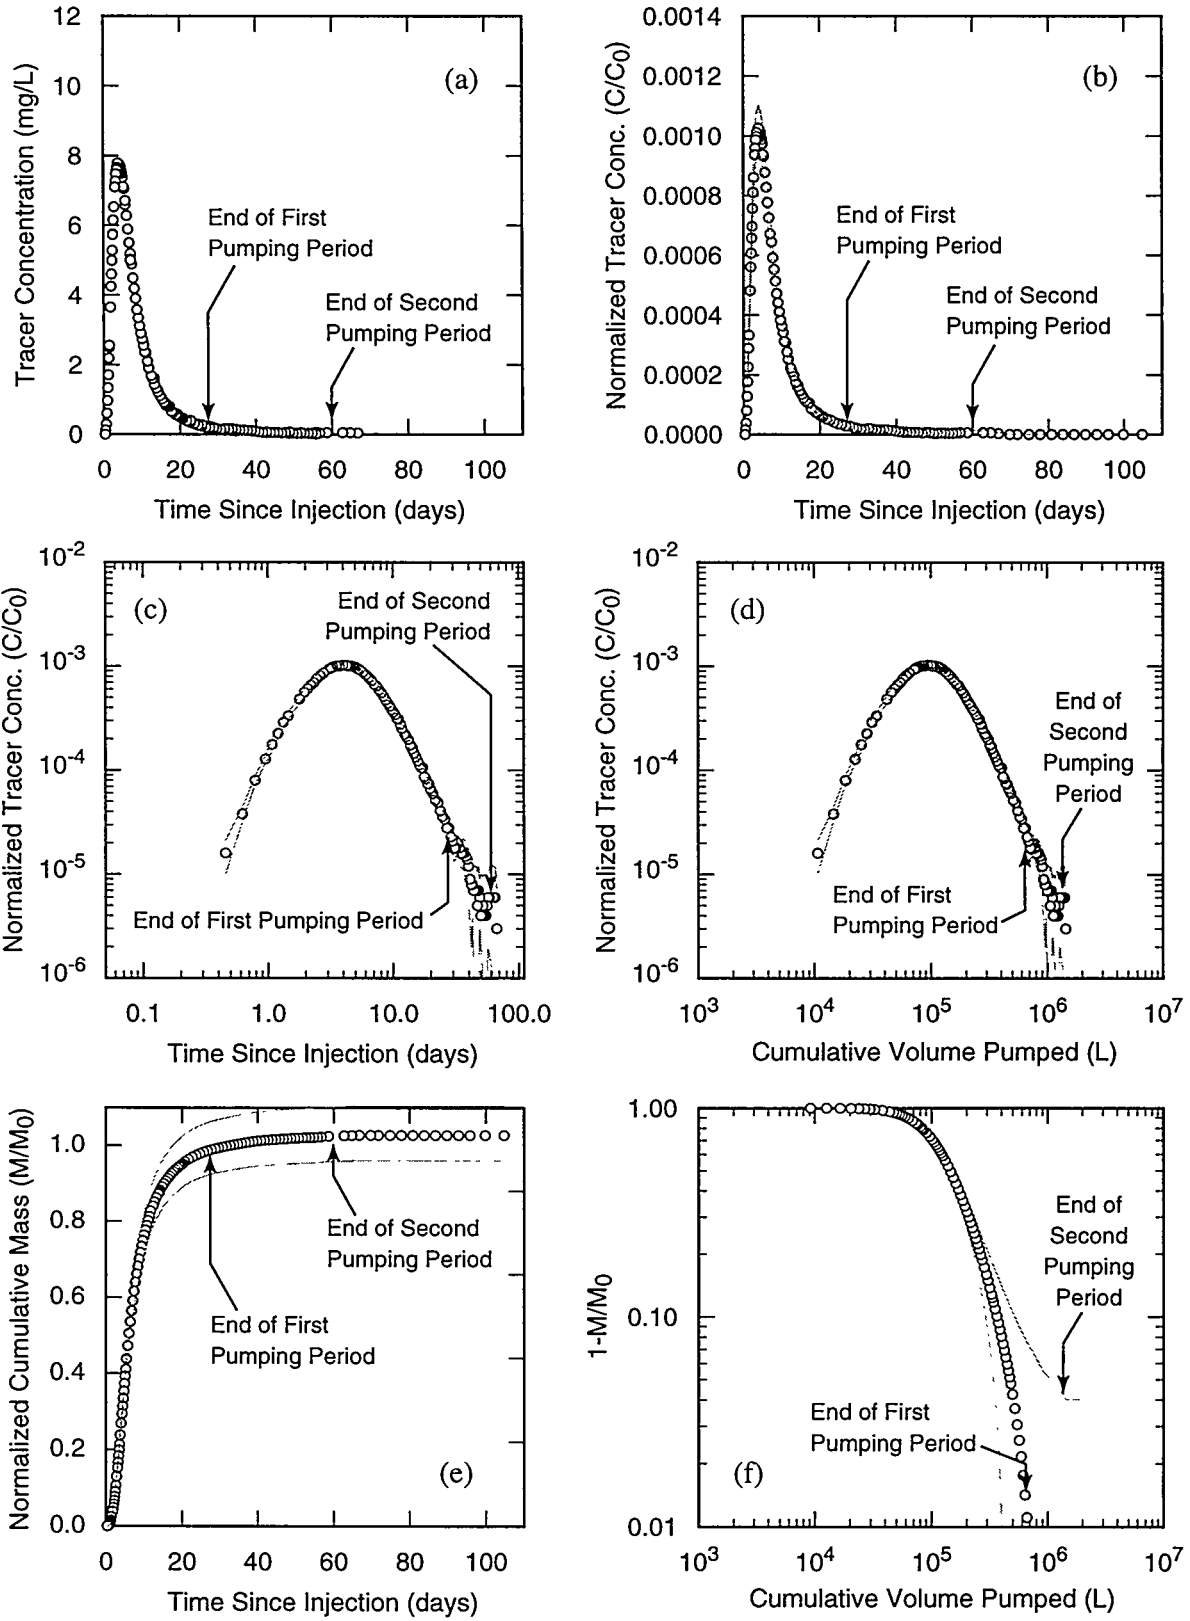 12
10
8
6
4
2
0
Tracer Concentration (mg/L)
(a)
End of First
Pumping Period
End of Second
Pumping Period
0 20 40 60 80 100
Time Since Injection (days)
0.0014
0.0012
0.0010
0.0008
0.0006
0.0004
0.0002
0.0000
Normalized Tracer Conc. (C/C0)
(b)
End of First
Pumping Period
End of Second
Pumping Period
0 20 40 60 80 100
Time Since Injection (days)
10-2
10-3
10-4
10-5
10-6
Normalized Tracer Conc. (C/C0)
(c)
End of Second
Pumping Period
End of First Pumping Period
0.1 1.0 10.0 100.0
Time Since Injection (days)
10-2
10-3
10-4
10-5
10-6
Normalized Tracer Conc. (C/C0)
(d)
End of
Second
Pumping
Period
End of First
Pumping Period
103 104 105 106 107
Cumulative Volume Pumped (L)
1.0
0.8
0.6
0.4
0.2
0.0
Normalized Cumulative Mass (M/M0)
End of Second
Pumping Period
End of First
Pumping Period
(e)
0 20 40 60 80 100
Time Since Injection (days)
1.00
0.10
0.01
1-M/M0
End of
Second
Pumping
Period
End of First
Pumping Period
(f)
103 104 105 106 107
Cumulative Volume Pumped (L)